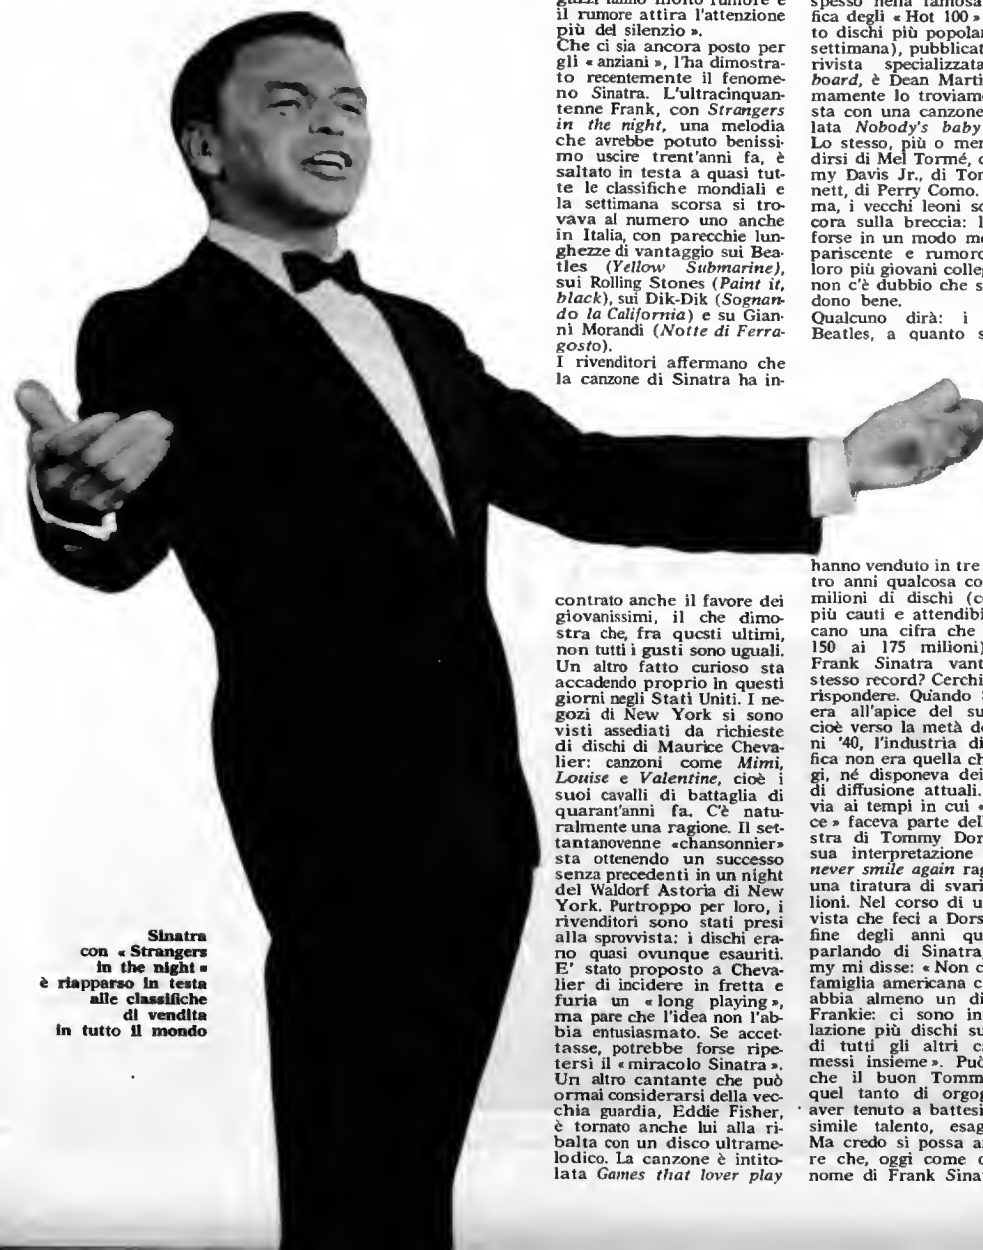 il rumore attira l'attenzione
più del silenzio ».
Che ci sia ancora posto per
gli « anziani », l'ha dimostra-
to recentemente il fenome-
no Sinatra. L'ultracinquan-
tenne Frank, con Strangers
in the night, una melodia
che avrebbe potuto benissi-
mo uscire trent'anni fa, è
saltato in testa a quasi tut-
te le classifiche mondiali e
la settimana scorsa si tro-
vava al numero uno anche
in Italia, con parecchie lun-
ghezze di vantaggio sui Bea-
tles (Yellow Submarine),
sui Rolling Stones (Paint it,
black), sui Dik-Dik (Sognan-
do la California) e su Gian-
ni Morandi (Notte di Ferra-
gosto).
I rivenditori affermano che
la canzone di Sinatra ha in-
contrato anche il favore dei
giovanissimi, il che dimo-
stra che, fra questi ultimi,
non tutti i gusti sono uguali.
Un altro fatto curioso sta
accadendo proprio in questi
giorni negli Stati Uniti. I ne-
gozi di New York si sono
visti assediati da richieste
di dischi di Maurice Cheva-
lier: canzoni come Mimi,
Louise e Valentine, cioè i
suoi cavalli di battaglia di
quarant'anni fa. C'è natu-
ralmente una ragione. Il set-
tantanovenne «chansonnier»
sta ottenendo un successo
senza precedenti in un night
del Waldorf Astoria di New
York. Purtroppo per loro, i
rivenditori sono stati presi
alla sprovvista: i dischi era-
no quasi ovunque esauriti.
E' stato proposto a Cheva-
lier di incidere in fretta e
furia un « long playing »,
ma pare che l'idea non l'ab-
bia entusiasmato. Se accet-
tasse, potrebbe forse ripe-
tersi il « miracolo Sinatra ».
Un altro cantante che può
ormai considerarsi della vec-
chia guardia, Eddie Fisher,
è tornato anche lui alla ri-
balta con un disco ultrame-
lodico. La canzone è intito-
lata Games that lover play
spesso nella famosa
fica degli « Hot 100 »
to dischi più popolar
settimana), pubblicat
rivista specializzata
board, è Dean Marti
mamente lo troviamo
sta con una canzone
lata Nobody's baby
Lo stesso, più o men
dirsi di Mel Tormé, d
my Davis Jr., di Ton
nett, di Perry Como.
ma, i vecchi leoni so
cora sulla breccia: l
forse in un modo me
pariscente e rumoro
loro più giovani colleg
non c'è dubbio che s
dono bene.
Qualcuno dirà: i
Beatles, a quanto s
hanno venduto in tre
tro anni qualcosa co
milioni di dischi (c
più cauti e attendibi
cano una cifra che
150 ai 175 milioni)
Frank Sinatra vant
stesso record? Cerchi
rispondere. Quando S
era all'apice del su
cioè verso la metà de
ni '40, l'industria di
fica non era quella ch
gi, né disponeva dei
di diffusione attuali.
via ai tempi in cui «
ce » faceva parte dell
stra di Tommy Dor
sua interpretazione
never smile again rag
una tiratura di svari
lioni. Nel corso di u
vista che feci a Dors
fine degli anni qu
parlando di Sinatra,
my mi disse: « Non c
famiglia americana c
abbia almeno un di
Frankie: ci sono in
lazione più dischi su
di tutti gli altri c
messi insieme ». Può
che il buon Tomm
quel tanto di orgog
aver tenuto a battesi
simile talento, esag
Ma credo si possa a
re che, oggi come c
nome di Frank Sina
Sinatra
con « Strangers
in the night »
è riapparso in testa
alle classifiche
di vendita
in tutto il mondo